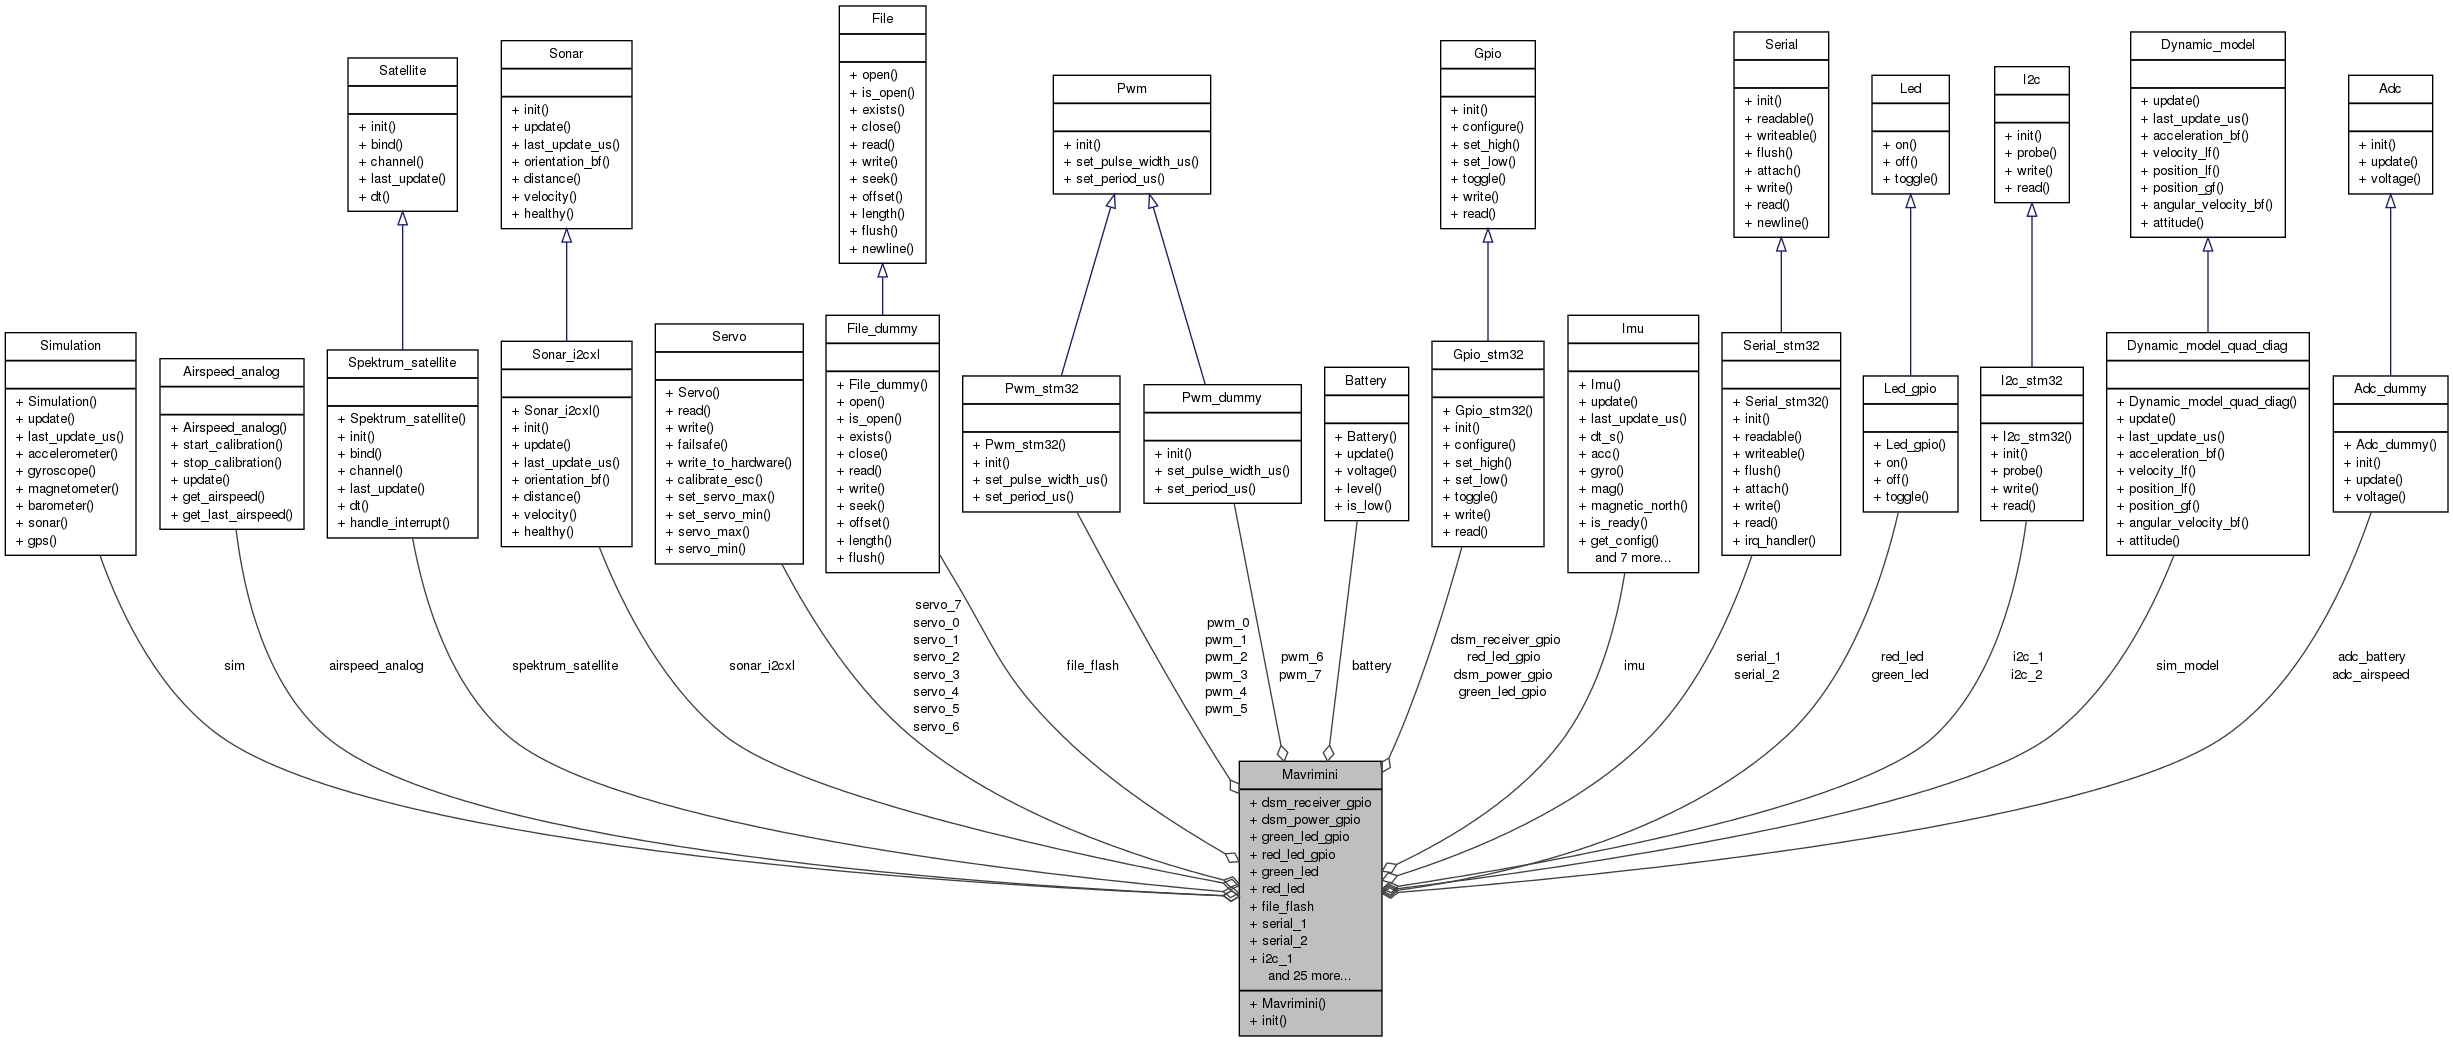 File
+ open()
+ is_open()
+ exists()
+ close()
+ read()
+ write()
+ seek()
+ offset()
+ length()
+ flush()
+ newline()
Satellite
+ init()
+ bind()
+ channel()
+ last_update()
+ dt()
Sonar
+ init()
+ update()
+ last_update_us()
+ orientation_bf()
+ distance()
+ velocity()
+ healthy()
Pwm
+ init()
+ set_pulse_width_us()
+ set_period_us()
Gpio
+ init()
+ configure()
+ set_high()
+ set_low()
+ toggle()
+ write()
+ read()
Serial
+ init()
+ readable()
+ writeable()
+ flush()
+ attach()
+ write()
+ read()
+ newline()
Led
+ on()
+ off()
+ toggle()
I2c
+ init()
+ probe()
+ write()
+ read()
Dynamic_model
+ update()
+ last_update_us()
+ acceleration_bf()
+ velocity_lf()
+ position_lf()
+ position_gf()
+ angular_velocity_bf()
+ attitude()
Adc
+ init()
+ update()
+ voltage()
Simulation
+ Simulation()
+ update()
+ last_update_us()
+ accelerometer()
+ gyroscope()
+ magnetometer()
+ barometer()
+ sonar()
+ gps()
Airspeed_analog
+ Airspeed_analog()
+ start_calibration()
+ stop_calibration()
+ update()
+ get_airspeed()
+ get_last_airspeed()
Spektrum_satellite
+ Spektrum_satellite()
+ init()
+ bind()
+ channel()
+ last_update()
+ dt()
+ handle_interrupt()
Sonar_i2cxl
+ Sonar_i2cxl()
+ init()
+ update()
+ last_update_us()
+ orientation_bf()
+ distance()
+ velocity()
+ healthy()
Servo
+ Servo()
+ read()
+ write()
+ failsafe()
+ write_to_hardware()
+ calibrate_esc()
+ set_servo_max()
+ set_servo_min()
+ servo_max()
+ servo_min()
File_dummy
+ File_dummy()
+ open()
+ is_open()
+ exists()
+ close()
+ read()
+ write()
+ seek()
+ offset()
+ length()
+ flush()
Pwm_stm32
+ Pwm_stm32()
+ init()
+ set_pulse_width_us()
+ set_period_us()
Pwm_dummy
+ init()
+ set_pulse_width_us()
+ set_period_us()
Battery
+ Battery()
+ update()
+ voltage()
+ level()
+ is_low()
Gpio_stm32
+ Gpio_stm32()
+ init()
+ configure()
+ set_high()
+ set_low()
+ toggle()
+ write()
+ read()
Imu
+ Imu()
+ update()
+ last_update_us()
+ dt_s()
+ acc()
+ gyro()
+ mag()
+ magnetic_north()
+ is_ready()
+ get_config()
and 7 more...
Serial_stm32
+ Serial_stm32()
+ init()
+ readable()
+ writeable()
+ flush()
+ attach()
+ write()
+ read()
+ irq_handler()
Led_gpio
+ Led_gpio()
+ on()
+ off()
+ toggle()
I2c_stm32
+ I2c_stm32()
+ init()
+ probe()
+ write()
+ read()
Dynamic_model_quad_diag
+ Dynamic_model_quad_diag()
+ update()
+ last_update_us()
+ acceleration_bf()
+ velocity_lf()
+ position_lf()
+ position_gf()
+ angular_velocity_bf()
+ attitude()
Adc_dummy
+ Adc_dummy()
+ init()
+ update()
+ voltage()
sim
airspeed_analog
spektrum_satellite
sonar_i2cxl
servo_7
servo_0
servo_1
servo_2
servo_3
servo_4
servo_5
servo_6
file_flash
pwm_0
pwm_1
pwm_2
pwm_3
pwm_4
pwm_5
pwm_6
pwm_7
battery
dsm_receiver_gpio
red_led_gpio
dsm_power_gpio
green_led_gpio
imu
serial_1
serial_2
red_led
green_led
i2c_1
i2c_2
sim_model
adc_battery
adc_airspeed
Mavrimini
+ dsm_receiver_gpio
+ dsm_power_gpio
+ green_led_gpio
+ red_led_gpio
+ green_led
+ red_led
+ file_flash
+ serial_1
+ serial_2
+ i2c_1
and 25 more...
+ Mavrimini()
+ init()